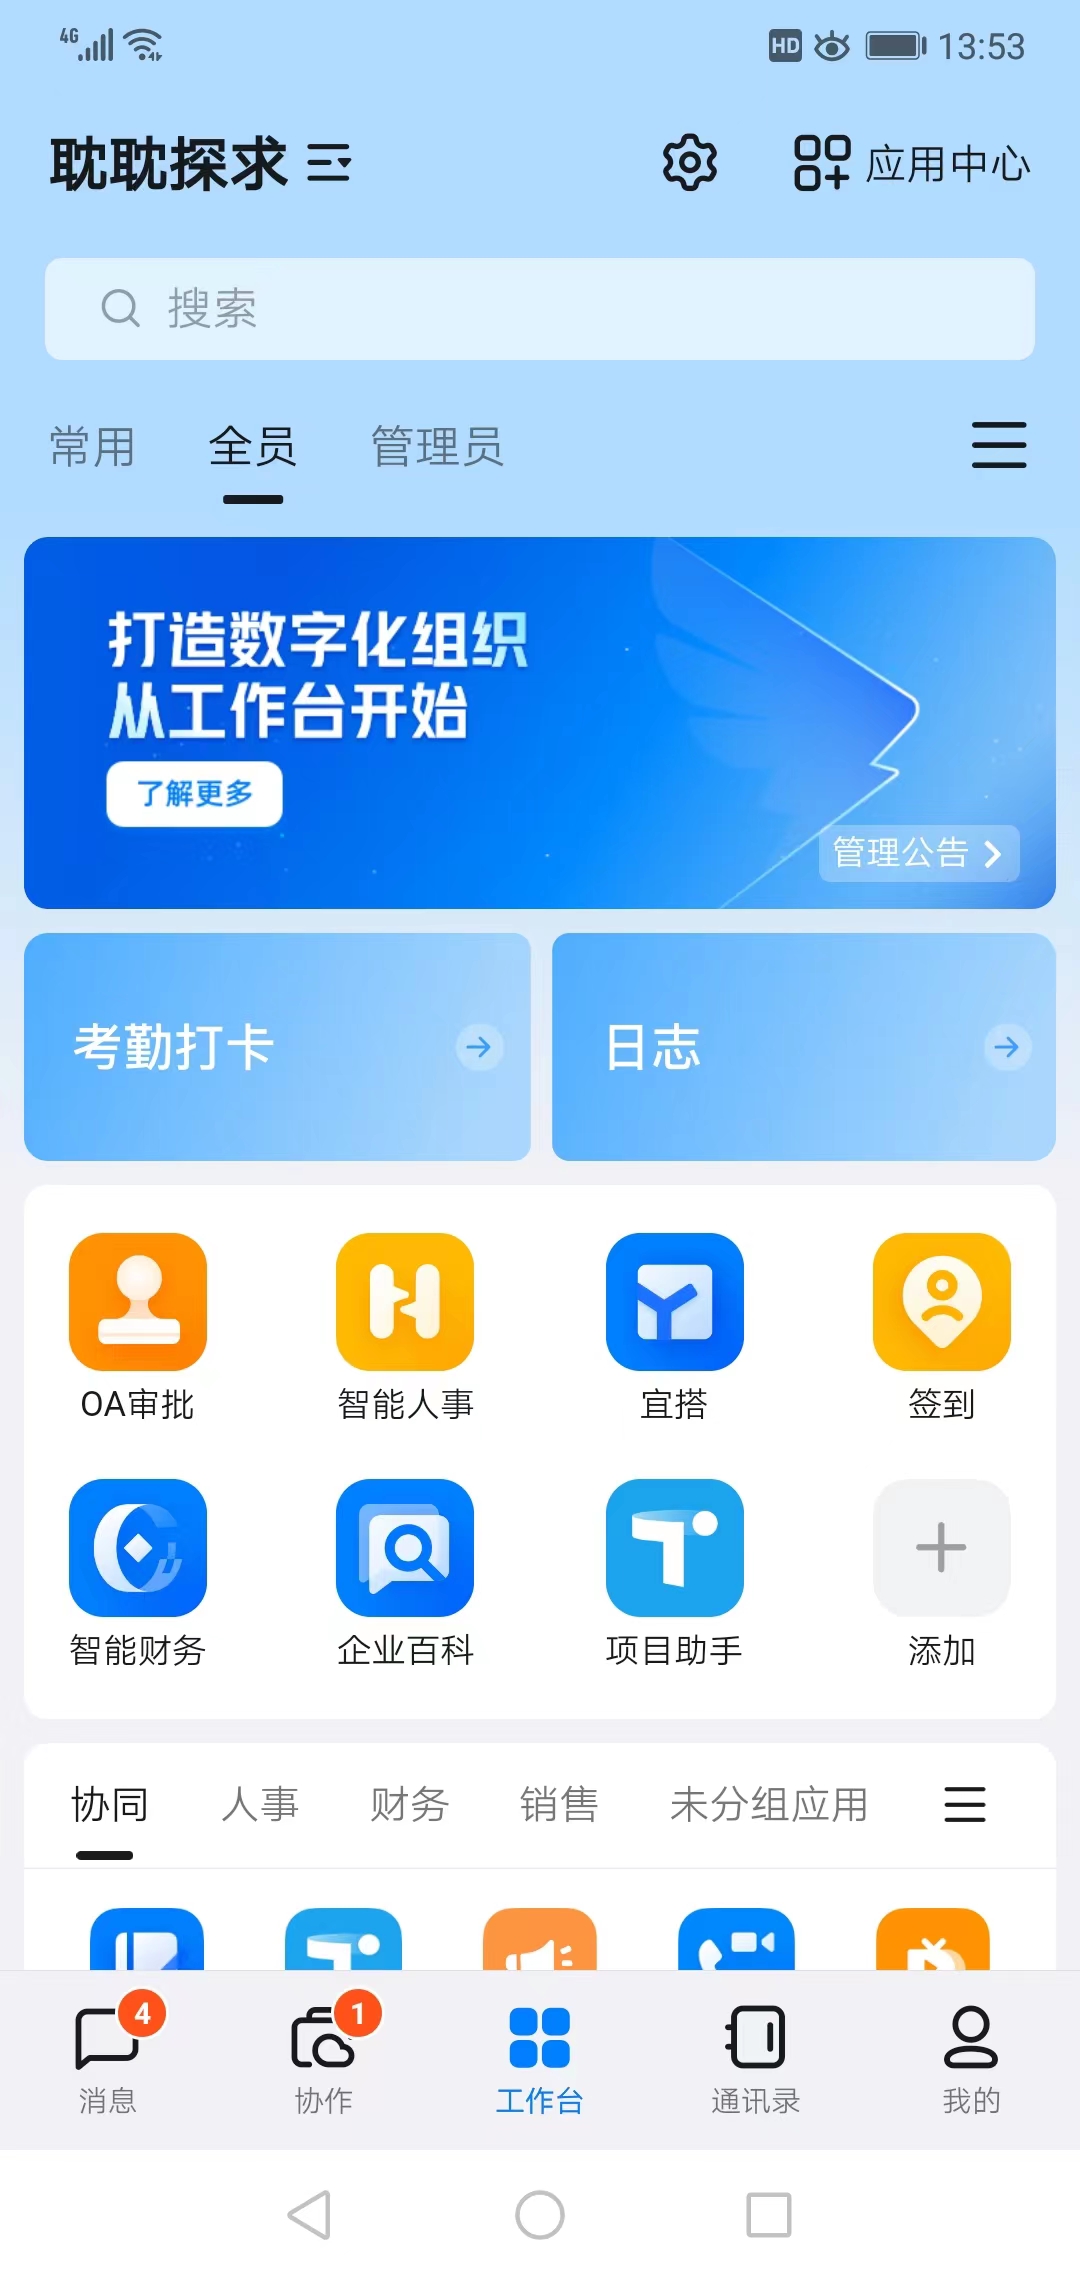 4G HD 13:53
耽耽探求 应用中心
搜索
常用 全员 管理员
打造数字化组织
从工作台开始
了解更多
管理公告
考勤打卡 日志
OA审批 智能人事 宜搭 签到
智能财务 企业百科 项目助手 添加
协同 人事 财务 销售 未分组应用
4 1
消息 协作 工作台 通讯录 我的